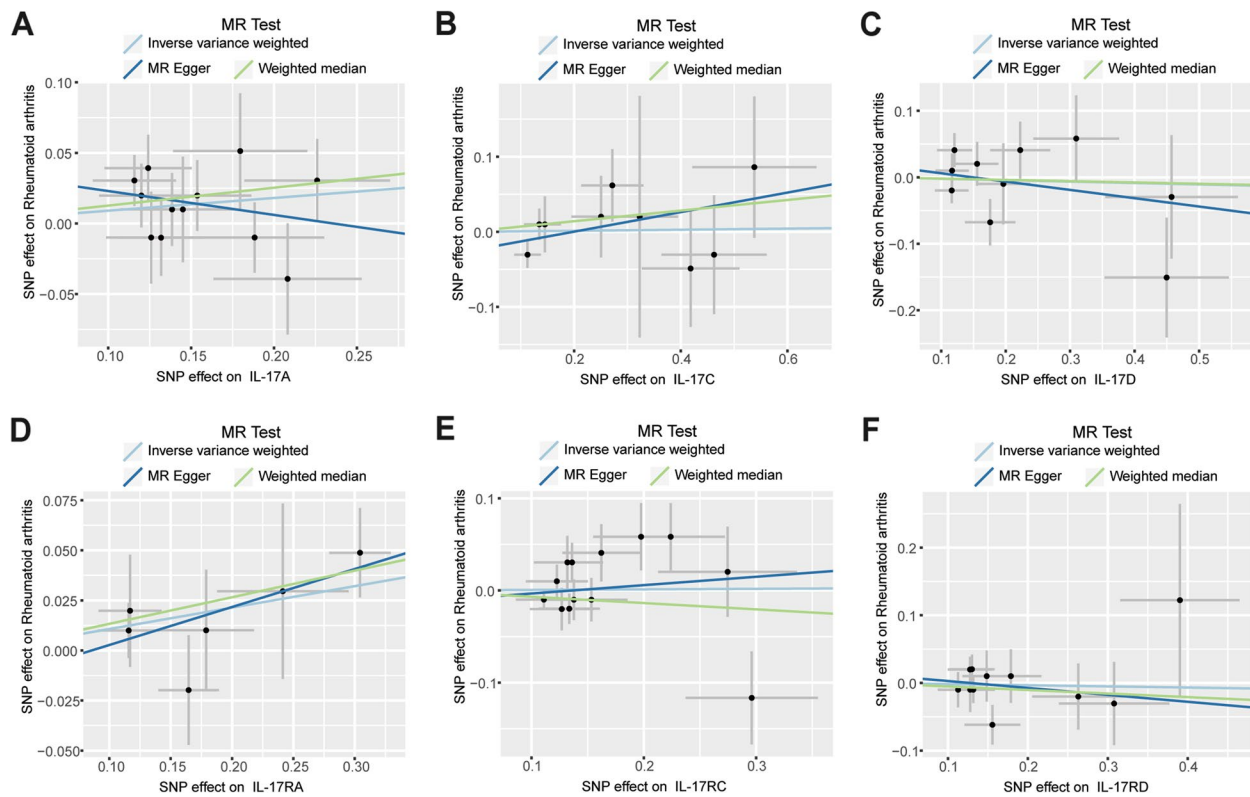 A
MR Test
Inverse variance weighted
MR Egger Weighted median
SNP effect on Rheumatoid arthritis
0.10
0.05
0.00
−0.05
0.10 0.15 0.20 0.25
SNP effect on IL-17A
B
MR Test
Inverse variance weighted
MR Egger Weighted median
SNP effect on Rheumatoid arthritis
0.1
0.0
−0.1
0.2 0.4 0.6
SNP effect on IL-17C
C
MR Test
Inverse variance weighted
MR Egger Weighted median
SNP effect on Rheumatoid arthritis
0.1
0.0
−0.1
−0.2
0.1 0.2 0.3 0.4 0.5
SNP effect on IL-17D
D
MR Test
Inverse variance weighted
MR Egger Weighted median
SNP effect on Rheumatoid arthritis
0.075
0.050
0.025
0.000
−0.025
−0.050
0.10 0.15 0.20 0.25 0.30
SNP effect on IL-17RA
E
MR Test
Inverse variance weighted
MR Egger Weighted median
SNP effect on Rheumatoid arthritis
0.1
0.0
−0.1
0.1 0.2 0.3
SNP effect on IL-17RC
F
MR Test
Inverse variance weighted
MR Egger Weighted median
SNP effect on Rheumatoid arthritis
0.2
0.1
0.0
−0.1
0.1 0.2 0.3 0.4
SNP effect on IL-17RD